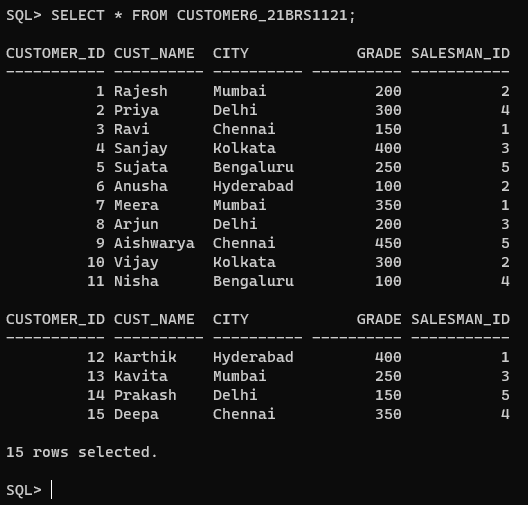 SQL> SELECT * FROM CUSTOMER6_21BRS1121;
CUSTOMER_ID CUST_NAME  CITY            GRADE SALESMAN_ID
----------- ---------- ---------- ---------- -----------
          1 Rajesh     Mumbai            200           2
          2 Priya      Delhi             300           4
          3 Ravi       Chennai           150           1
          4 Sanjay     Kolkata           400           3
          5 Sujata     Bengaluru         250           5
          6 Anusha     Hyderabad         100           2
          7 Meera      Mumbai            350           1
          8 Arjun      Delhi             200           3
          9 Aishwarya  Chennai           450           5
         10 Vijay      Kolkata           300           2
         11 Nisha      Bengaluru         100           4
CUSTOMER_ID CUST_NAME  CITY            GRADE SALESMAN_ID
----------- ---------- ---------- ---------- -----------
         12 Karthik    Hyderabad         400           1
         13 Kavita     Mumbai            250           3
         14 Prakash    Delhi             150           5
         15 Deepa      Chennai           350           4
15 rows selected.
SQL>